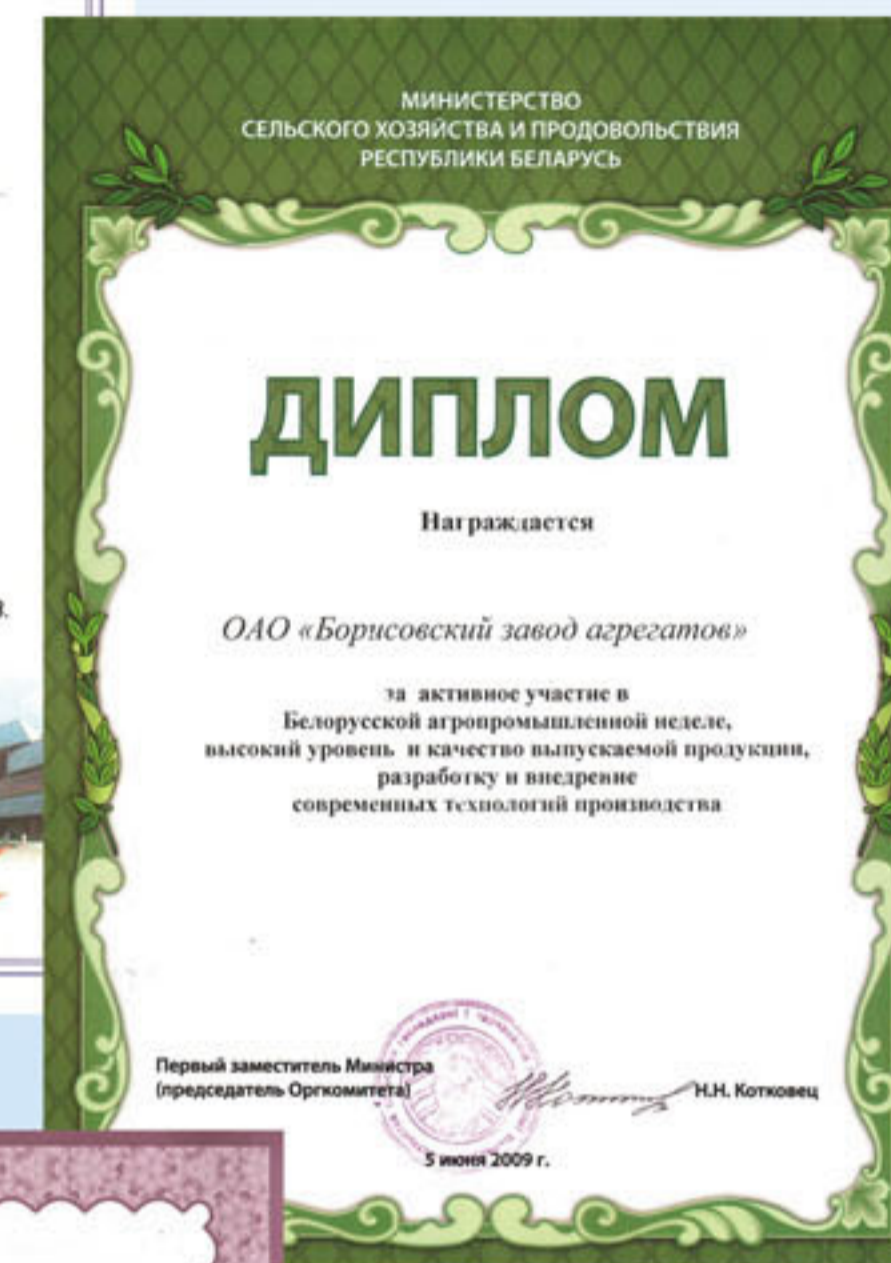 МИНИСТЕРСТВО
СЕЛЬСКОГО ХОЗЯЙСТВА И ПРОДОВОЛЬСТВИЯ
РЕСПУБЛИКИ БЕЛАРУСЬ
ДИПЛОМ
Награждается
ОАО «Борисовский завод агрегатов»
за активное участие в
Белорусской агропромышленной неделе,
высокий уровень и качество выпускаемой продукции,
разработку и внедрение
современных технологий производства
Первый заместитель Министра
(председатель Оргкомитета)
Н.Н. Котковец
5 июня 2009 г.